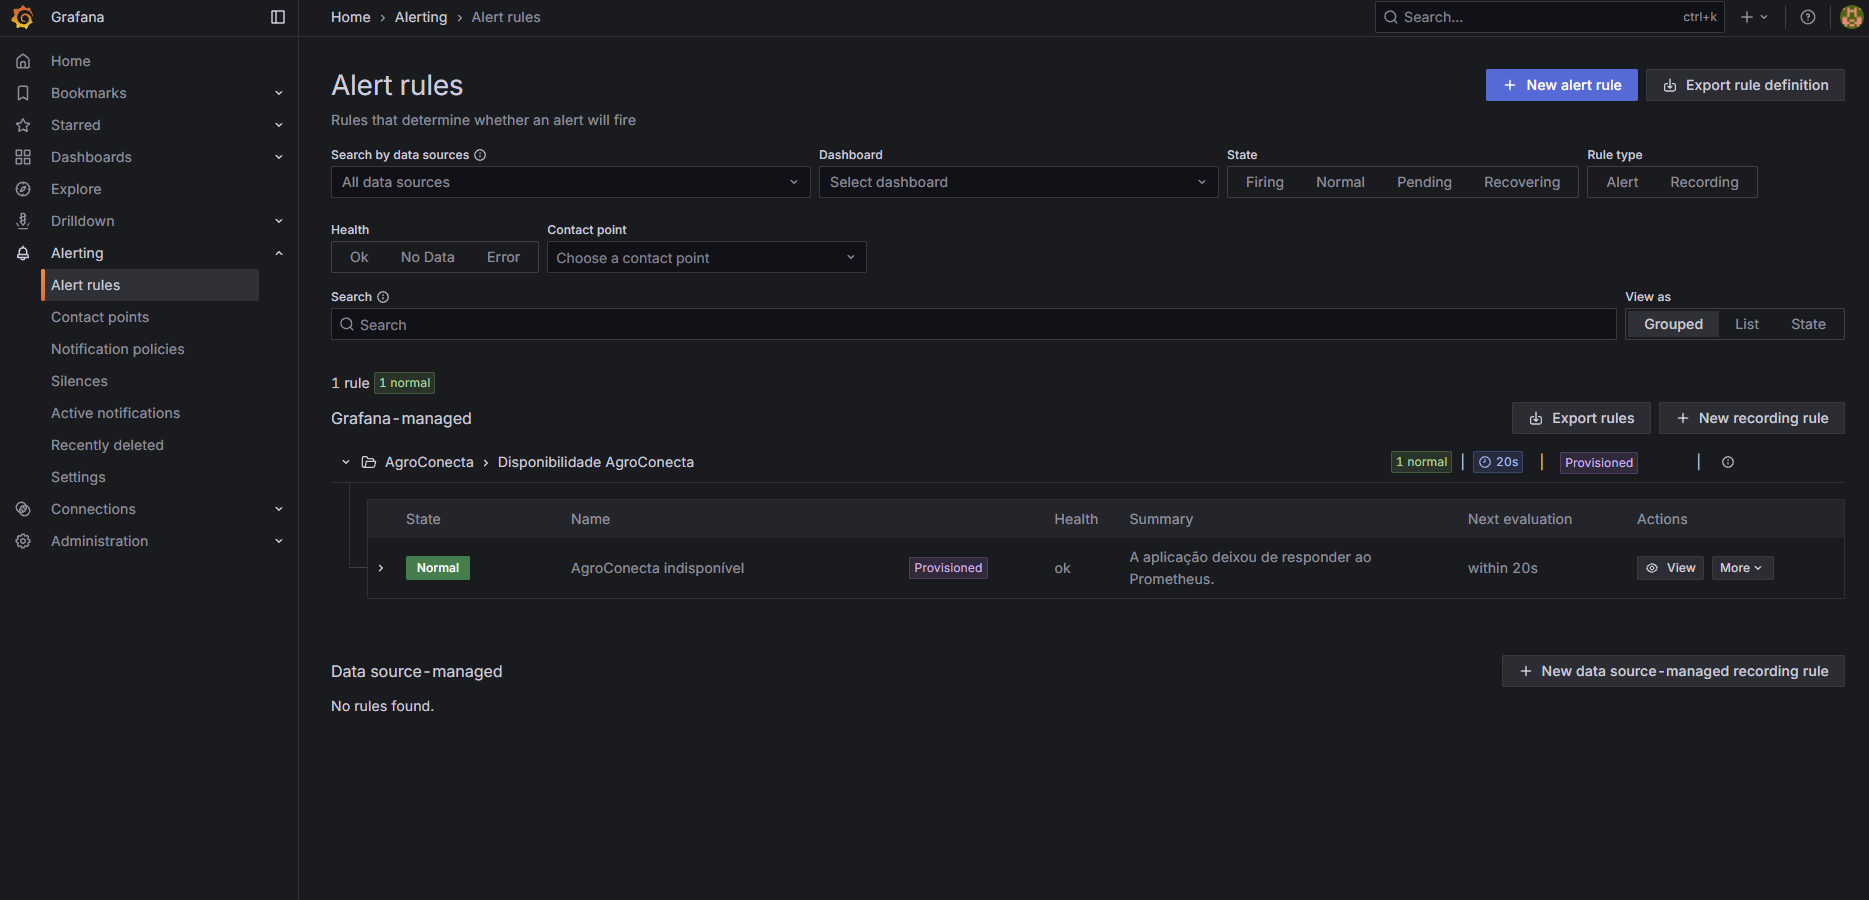 Grafana
Home › Alerting › Alert rules
Search... ctrl+k
Home
Bookmarks
Starred
Dashboards
Explore
Drilldown
Alerting
Alert rules
Contact points
Notification policies
Silences
Active notifications
Recently deleted
Settings
Connections
Administration
Alert rules
New alert rule
Export rule definition
Rules that determine whether an alert will fire
Search by data sources
Dashboard
State
Rule type
All data sources
Select dashboard
Firing Normal Pending Recovering
Alert Recording
Health
Contact point
Ok No Data Error
Choose a contact point
Search
View as
Search
Grouped List State
1 rule 1 normal
Grafana-managed
Export rules
New recording rule
AgroConecta › Disponibilidade AgroConecta
1 normal 20s Provisioned
State Name Health Summary Next evaluation Actions
Normal AgroConecta indisponível Provisioned ok A aplicação deixou de responder ao
Prometheus.
within 20s View More
Data source-managed
New data source-managed recording rule
No rules found.